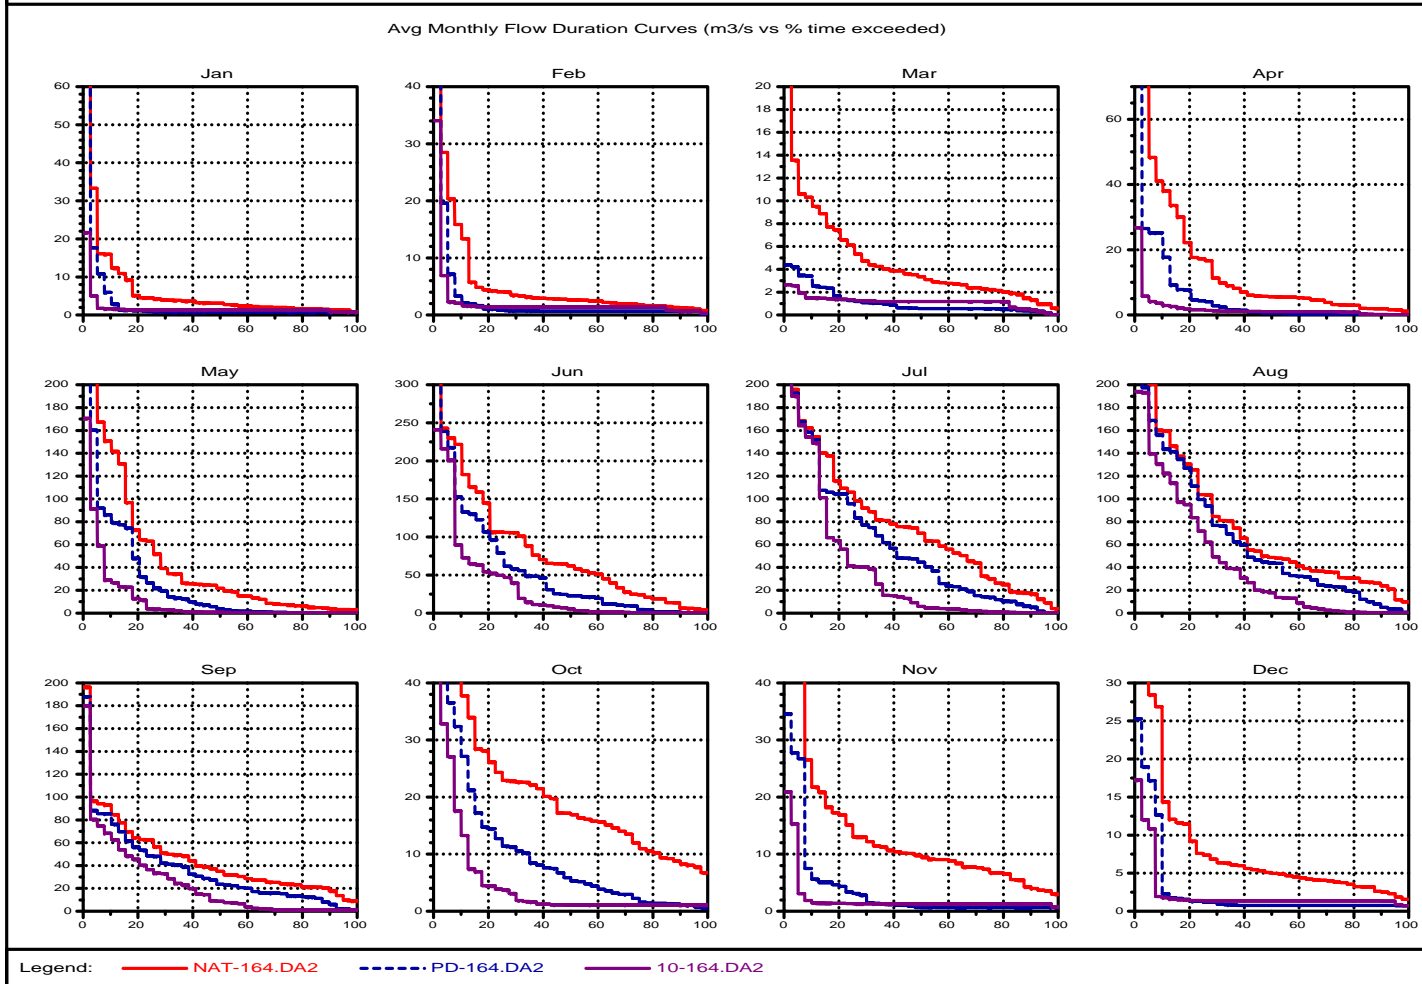 Avg Monthly Flow Duration Curves (m3/s vs % time exceeded)
Jan Feb Mar Apr
60 40 20 60
50 30 18 40
40 20 16 20
30 10 14 0
20 0 12
10 10
0 8
6
4
2
0
0 20 40 60 80 100 0 20 40 60 80 100 0 20 40 60 80 100 0 20 40 60 80 100
May Jun Jul Aug
200 300 200 200
180 250 180 180
160 200 160 160
140 150 140 140
120 100 120 120
100 50 100 100
80 0 80 80
60 60 60
40 40 40
20 20 20
0 0 0
0 20 40 60 80 100 0 20 40 60 80 100 0 20 40 60 80 100 0 20 40 60 80 100
Sep Oct Nov Dec
200 40 40 30
180 30 30 25
160 20 20 20
140 10 10 15
120 0 0 10
100 5
80 0
60
40
20
0
0 20 40 60 80 100 0 20 40 60 80 100 0 20 40 60 80 100 0 20 40 60 80 100
Legend: NAT-164.DA2 PD-164.DA2 10-164.DA2